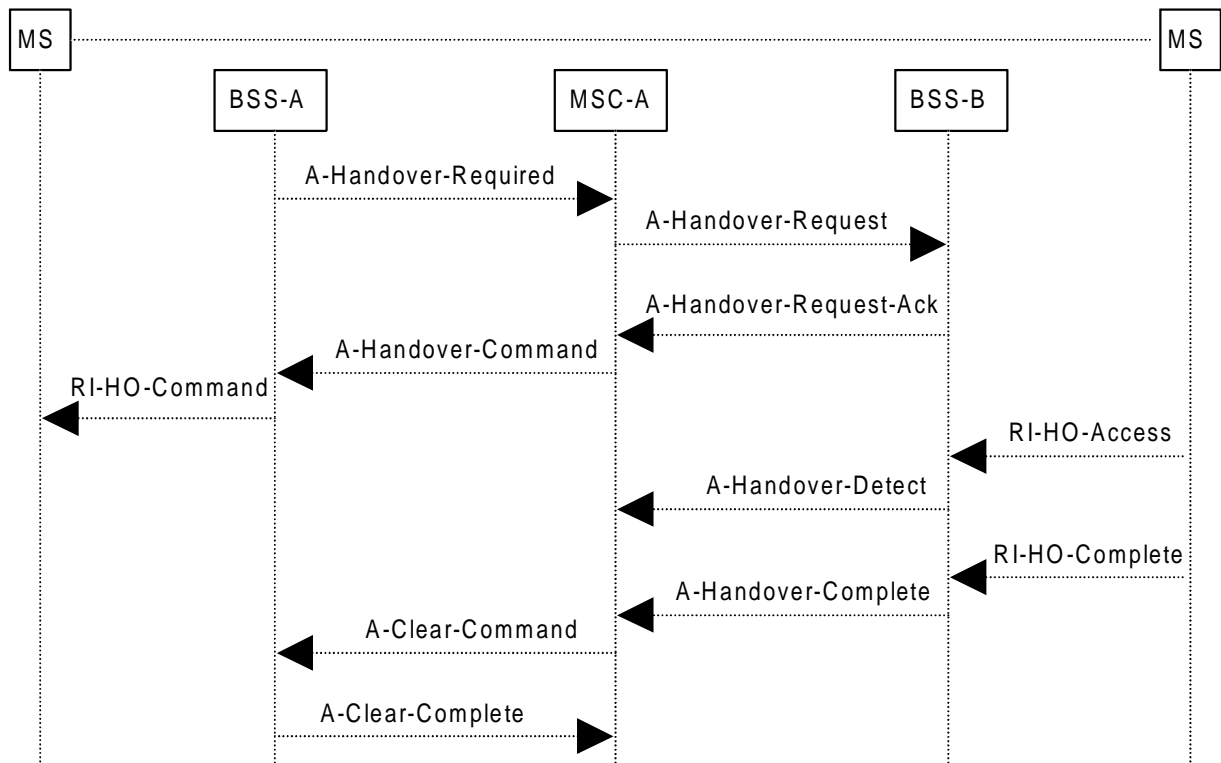 MS
MS
BSS-A
MSC-A
BSS-B
A-Handover-Required
A-Handover-Request
A-Handover-Request-Ack
A-Handover-Command
RI-HO-Command
RI-HO-Access
A-Handover-Detect
RI-HO-Complete
A-Handover-Complete
A-Clear-Command
A-Clear-Complete